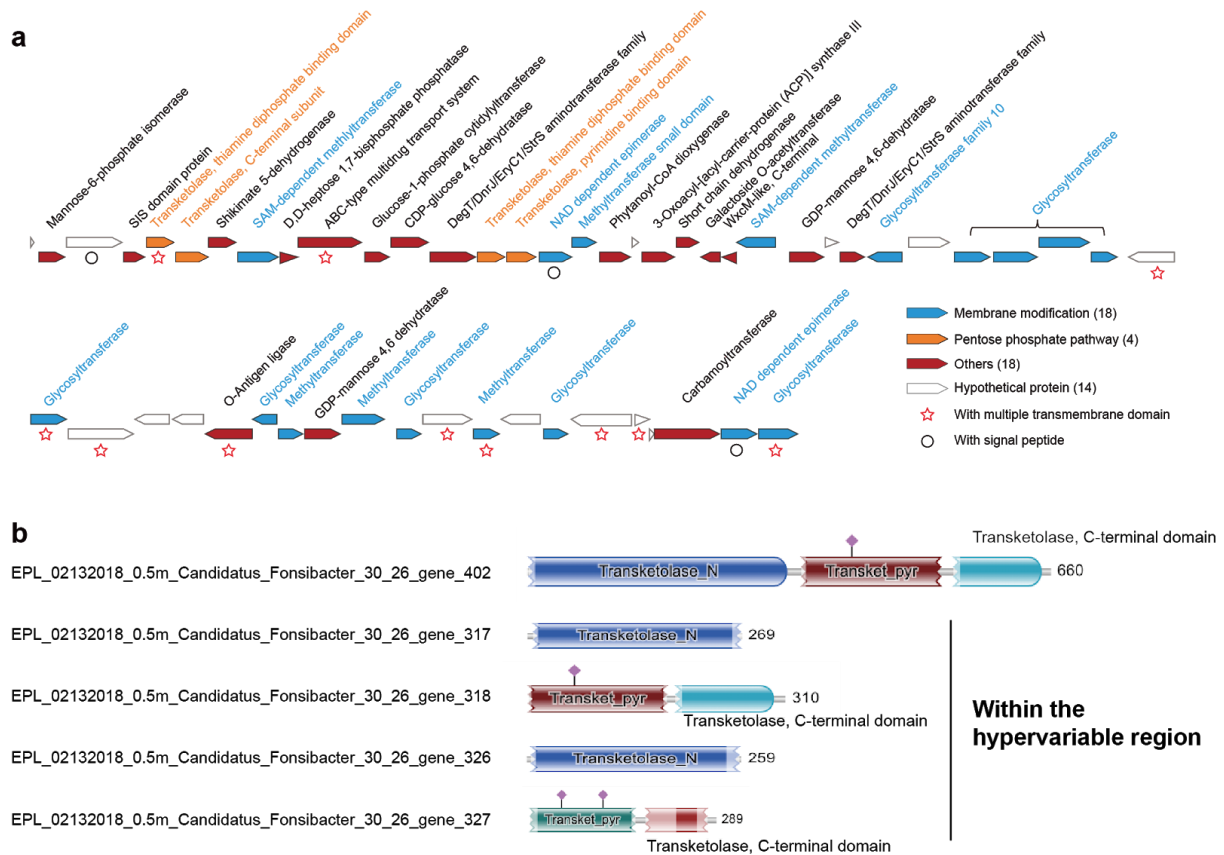 a
Mannose-6-phosphate isomerase
SIS domain protein
Transketolase, thiamine diphosphate binding domain
Transketolase, C-terminal subunit
Shikimate 5-dehydrogenase
SAM-dependent methlyltransferase
D,D-heptose 1,7-bisphosphate phosphatase
ABC-type multidrug transport system
Glucose-1-phosphate cytidylyltransferase
CDP-glucose 4,6-dehydratase
DegT/DnrJ/EryC1/StrS aminotransferase family
Transketolase, thiamine diphosphate binding domain
Transketolase, pyrimidine binding domain
NAD dependent epimerase
Methyltransferase small domain
Phytanoyl-CoA dioxygenase
3-Oxoacyl-[acyl-carrier-protein (ACP)] synthase III
Short chain dehydrogenase
Galactoside O-acetyltransferase
WxcM-like, C-terminal
SAM-dependent methyltransferase
GDP-mannose 4,6-dehydratase
DegT/DnrJ/EryC1/StrS aminotransferase family
Glycosyltransferase family 10
Glycosyltransferase
Glycosyltransferase
O-Antigen ligase
Glycosyltransferase
Methyltransferase
GDP-mannose 4,6 dehydratase
Methyltransferase
Glycosyltransferase
Methyltransferase
Glycosyltransferase
Carbamoyltransferase
NAD dependent epimerase
Glycosyltransferase
Membrane modification (18)
Pentose phosphate pathway (4)
Others (18)
Hypothetical protein (14)
With multiple transmembrane domain
With signal peptide
b
Transketolase, C-terminal domain
EPL_02132018_0.5m_Candidatus_Fonsibacter_30_26_gene_402 Transketolase_N Transket_pyr 660
EPL_02132018_0.5m_Candidatus_Fonsibacter_30_26_gene_317 Transketolase_N 269
EPL_02132018_0.5m_Candidatus_Fonsibacter_30_26_gene_318 Transket_pyr 310
Transketolase, C-terminal domain
EPL_02132018_0.5m_Candidatus_Fonsibacter_30_26_gene_326 Transketolase_N 259
EPL_02132018_0.5m_Candidatus_Fonsibacter_30_26_gene_327 Transket_pyr 289
Transketolase, C-terminal domain
Within the
hypervariable region